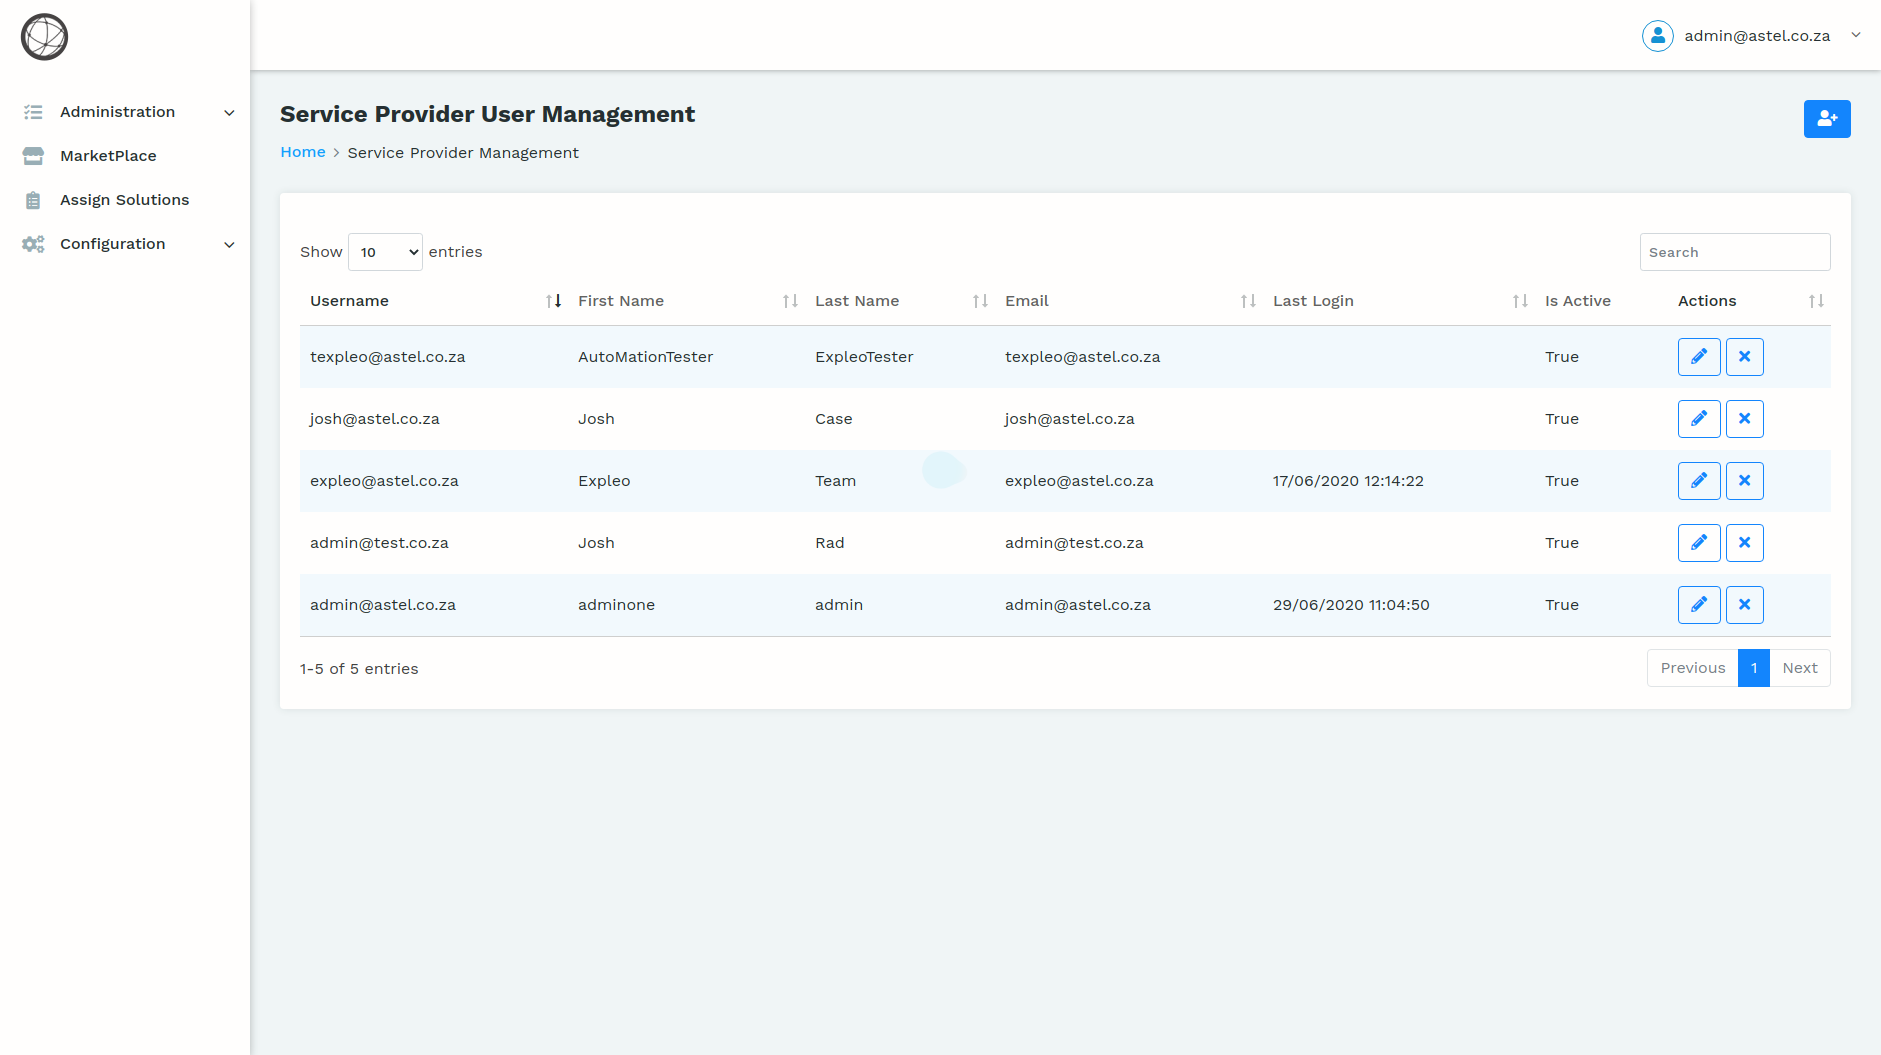 admin@astel.co.za
Administration
MarketPlace
Assign Solutions
Configuration
Service Provider User Management
Home > Service Provider Management
Show 10 entries
Search
Username First Name Last Name Email Last Login Is Active Actions
texpleo@astel.co.za AutoMationTester ExpleoTester texpleo@astel.co.za True
josh@astel.co.za Josh Case josh@astel.co.za True
expleo@astel.co.za Expleo Team expleo@astel.co.za 17/06/2020 12:14:22 True
admin@test.co.za Josh Rad admin@test.co.za True
admin@astel.co.za adminone admin admin@astel.co.za 29/06/2020 11:04:50 True
1-5 of 5 entries
Previous 1 Next